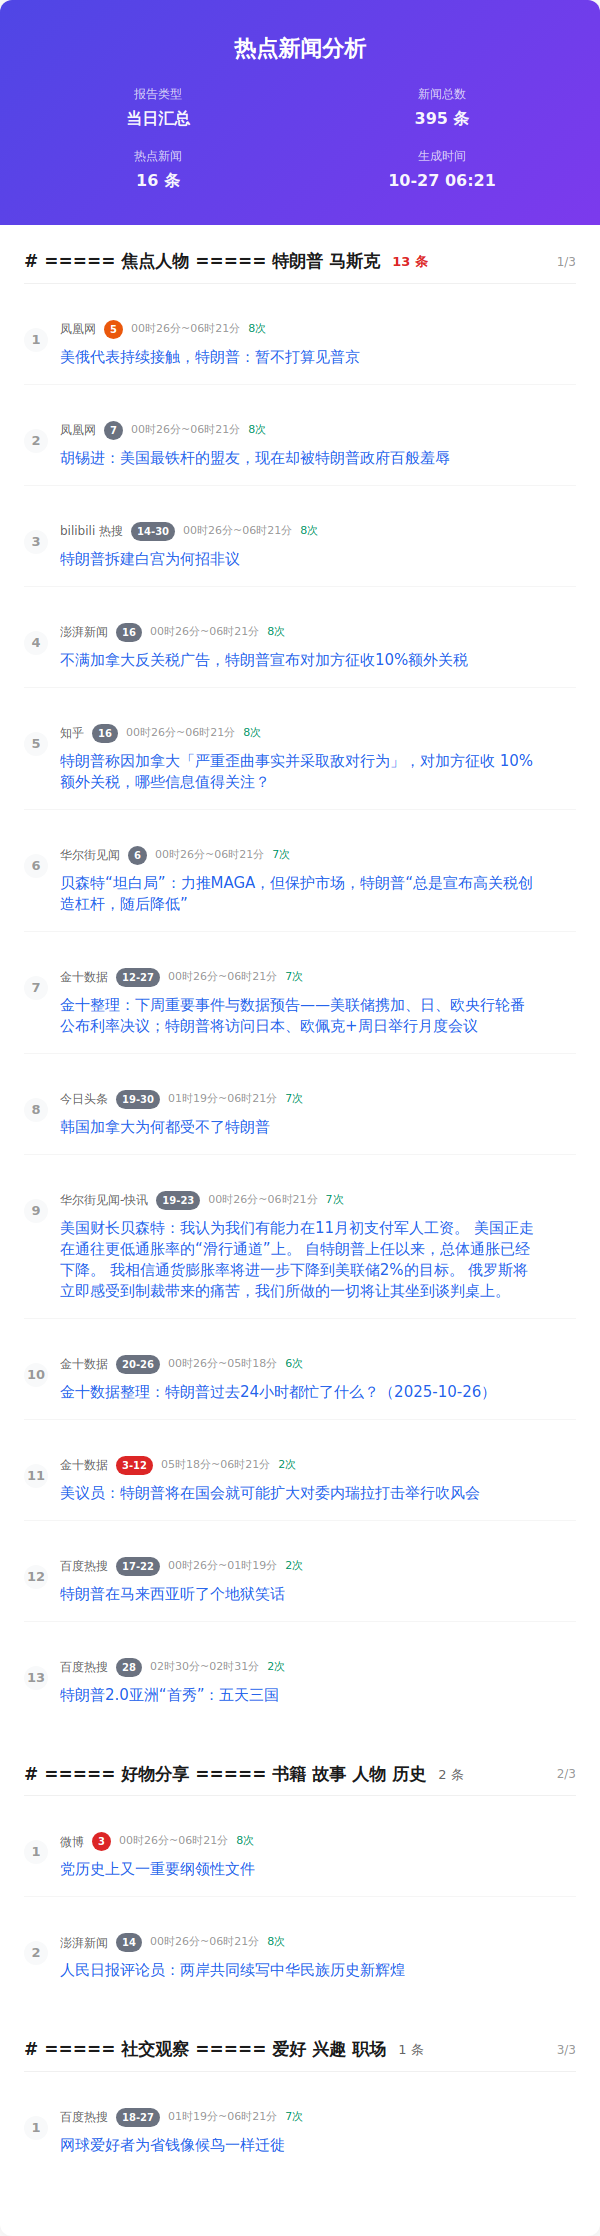 热点新闻分析
报告类型
当日汇总
新闻总数
395 条
热点新闻
16 条
生成时间
10-27 06:21
# ===== 焦点人物 ===== 特朗普 马斯克 13 条 1/3
1
凤凰网 5 00时26分~06时21分 8次
美俄代表持续接触，特朗普：暂不打算见普京
2
凤凰网 7 00时26分~06时21分 8次
胡锡进：美国最铁杆的盟友，现在却被特朗普政府百般羞辱
3
bilibili 热搜 14-30 00时26分~06时21分 8次
特朗普拆建白宫为何招非议
4
澎湃新闻 16 00时26分~06时21分 8次
不满加拿大反关税广告，特朗普宣布对加方征收10%额外关税
5
知乎 16 00时26分~06时21分 8次
特朗普称因加拿大「严重歪曲事实并采取敌对行为」，对加方征收 10%
额外关税，哪些信息值得关注？
6
华尔街见闻 6 00时26分~06时21分 7次
贝森特“坦白局”：力推MAGA，但保护市场，特朗普“总是宣布高关税创
造杠杆，随后降低”
7
金十数据 12-27 00时26分~06时21分 7次
金十整理：下周重要事件与数据预告——美联储携加、日、欧央行轮番
公布利率决议；特朗普将访问日本、欧佩克+周日举行月度会议
8
今日头条 19-30 01时19分~06时21分 7次
韩国加拿大为何都受不了特朗普
9
华尔街见闻-快讯 19-23 00时26分~06时21分 7次
美国财长贝森特：我认为我们有能力在11月初支付军人工资。 美国正走
在通往更低通胀率的“滑行通道”上。 自特朗普上任以来，总体通胀已经
下降。 我相信通货膨胀率将进一步下降到美联储2%的目标。 俄罗斯将
立即感受到制裁带来的痛苦，我们所做的一切将让其坐到谈判桌上。
10
金十数据 20-26 00时26分~05时18分 6次
金十数据整理：特朗普过去24小时都忙了什么？（2025-10-26）
11
金十数据 3-12 05时18分~06时21分 2次
美议员：特朗普将在国会就可能扩大对委内瑞拉打击举行吹风会
12
百度热搜 17-22 00时26分~01时19分 2次
特朗普在马来西亚听了个地狱笑话
13
百度热搜 28 02时30分~02时31分 2次
特朗普2.0亚洲“首秀”：五天三国
# ===== 好物分享 ===== 书籍 故事 人物 历史 2 条 2/3
1
微博 3 00时26分~06时21分 8次
党历史上又一重要纲领性文件
2
澎湃新闻 14 00时26分~06时21分 8次
人民日报评论员：两岸共同续写中华民族历史新辉煌
# ===== 社交观察 ===== 爱好 兴趣 职场 1 条 3/3
1
百度热搜 18-27 01时19分~06时21分 7次
网球爱好者为省钱像候鸟一样迁徙